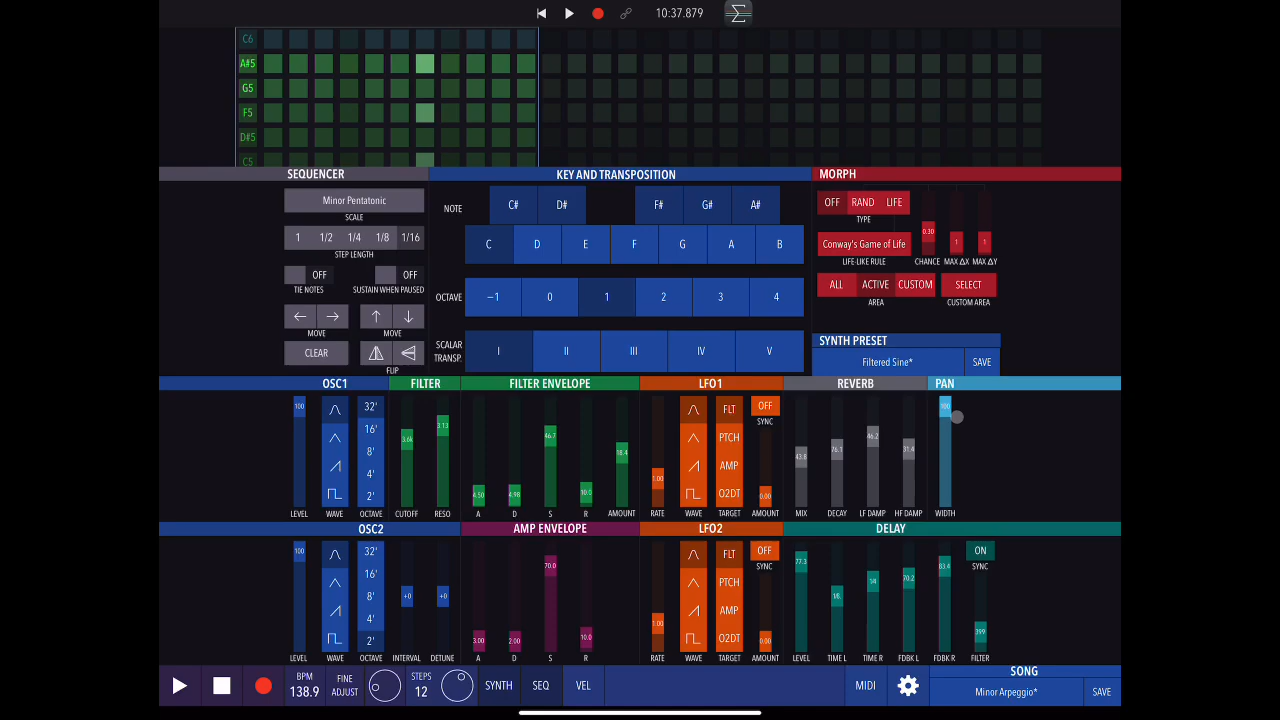 10:37.879
C6
A#5
G5
F5
D#5
C5
SEQUENCER
KEY AND TRANSPOSITION
MORPH
Minor Pentatonic
SCALE
1 1/2 1/4 1/8 1/16
STEP LENGTH
OFF OFF
TIE NOTES SUSTAIN WHEN PAUSED
MOVE MOVE
CLEAR
FLIP
NOTE C# D# F# G# A#
C D E F G A B
OCTAVE −1 0 1 2 3 4
SCALAR TRANSP. I II III IV V
OFF RAND LIFE
TYPE
Conway's Game of Life
LIFE-LIKE RULE
0.30 1 1
CHANCE MAX ΔX MAX ΔY
ALL ACTIVE CUSTOM SELECT
AREA CUSTOM AREA
SYNTH PRESET
Filtered Sine* SAVE
OSC1 FILTER FILTER ENVELOPE LFO1 REVERB PAN
100 32' 16' 8' 4' 2'
LEVEL WAVE OCTAVE
3.6k 3.13
CUTOFF RESO
4.50 4.98 46.7 10.0 18.4
A D S R AMOUNT
1.00 FLT PTCH AMP O2DT OFF SYNC 0.00
RATE WAVE TARGET AMOUNT
43.8 76.1 46.2 31.4
MIX DECAY LF DAMP HF DAMP
100
WIDTH
OSC2 AMP ENVELOPE LFO2 DELAY
100 32' 16' 8' 4' 2' +0 +0
LEVEL WAVE OCTAVE INTERVAL DETUNE
3.00 2.00 70.0 10.0
A D S R
1.00 FLT PTCH AMP O2DT OFF SYNC 0.00
RATE WAVE TARGET AMOUNT
77.3 1/8. 1/4 70.2 83.4 ON SYNC 399
LEVEL TIME L TIME R FDBK L FDBK R FILTER
BPM
138.9
FINE
ADJUST
STEPS
12
SYNTH SEQ VEL
MIDI
SONG
Minor Arpeggio* SAVE